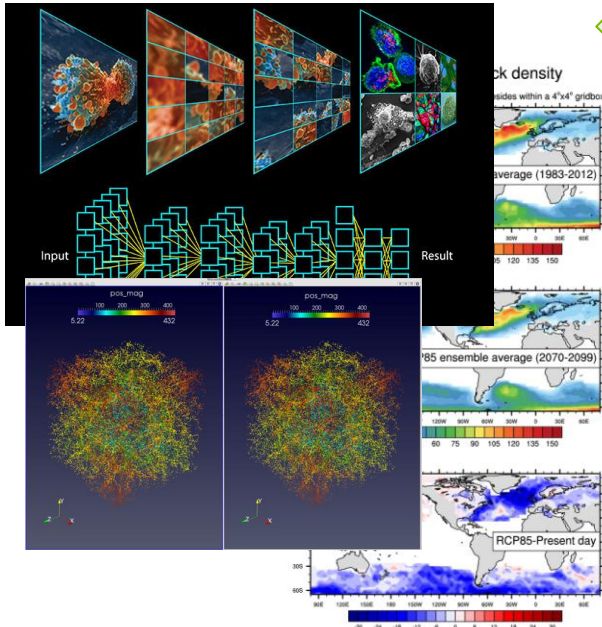 ck density
sides within a 4°x4° gridbo
average (1983-2012)
30W 0 30E 60E
105 120 135 150
Input
Result
pos_mag
100 200 300 400
5.22 432
pos_mag
100 200 300 400
5.22 432
Y
Z X
Y
Z X
85 ensemble average (2070-2099)
120W 90W 60W 30W 0 30E 60E
60 75 90 105 120 135 150
RCP85-Present day
30S
60S
90E 120E 150E 180 150W 120W 90W 60W 30W 0 30E 60E